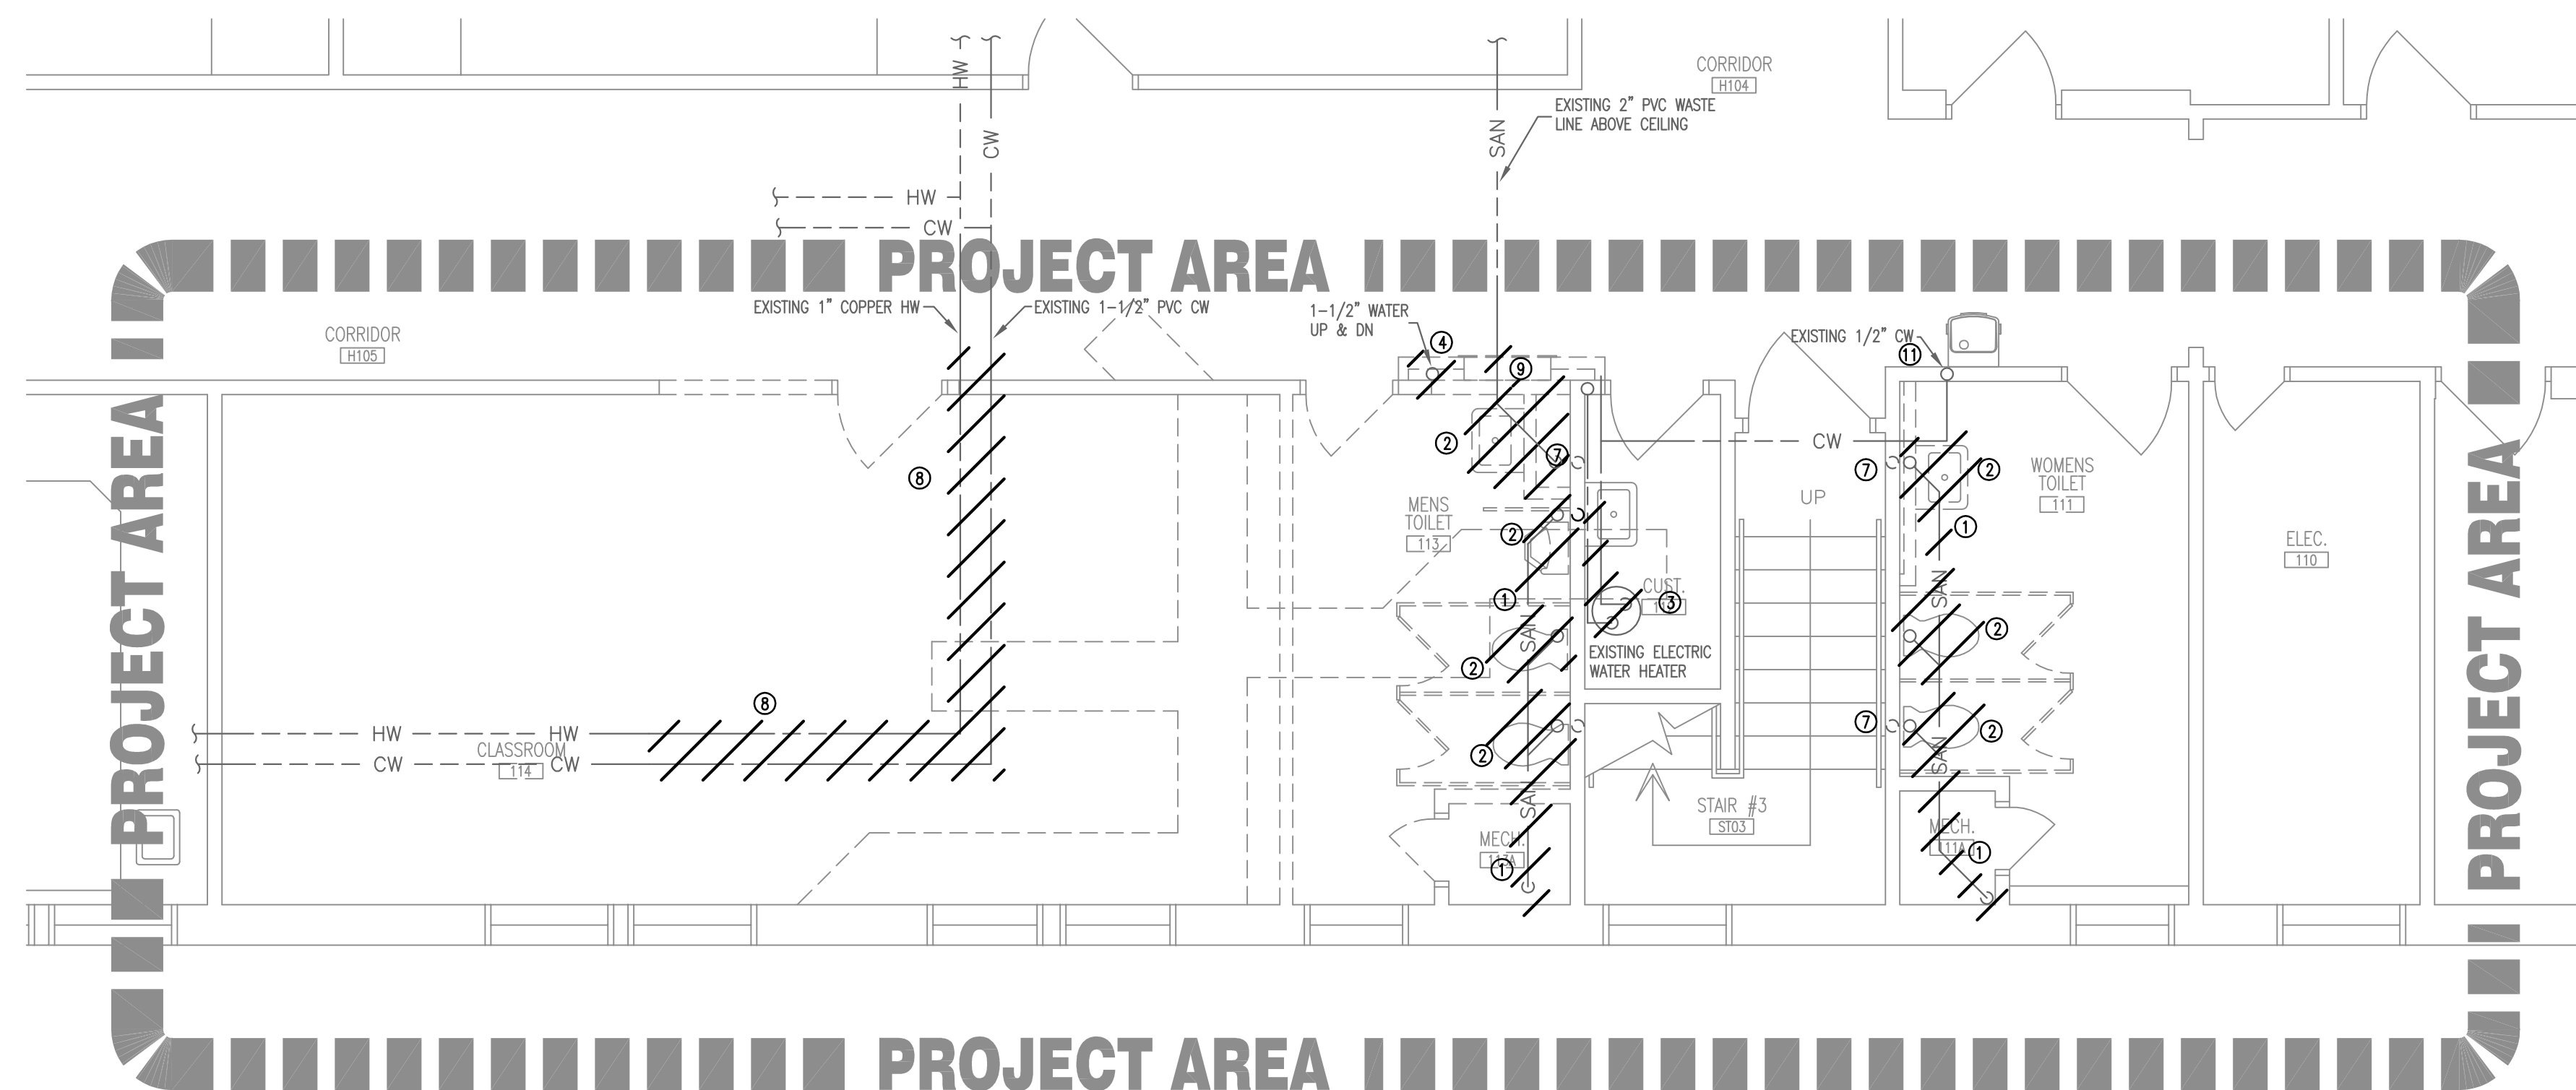 HW
CW
SAN
CORRIDOR
H104
EXISTING 2" PVC WASTE
LINE ABOVE CEILING
HW
CW
PROJECT AREA
EXISTING 1" COPPER HW
EXISTING 1-1/2" PVC CW
1-1/2" WATER
UP & DN
EXISTING 1/2" CW
CORRIDOR
H105
4
9
11
2
7
CW
7
2
8
WOMENS
TOILET
111
UP
MENS
TOILET
113
2
1
ELEC.
110
1
SAN
CUST.
3
SAN
2
2
EXISTING ELECTRIC
WATER HEATER
8
7
2
HW
HW
CLASSROOM
114
CW
CW
2
SAN
SAN
STAIR #3
ST03
MECH.
1
MECH.
111A
1
PROJECT AREA
PROJECT AREA
PROJECT AREA